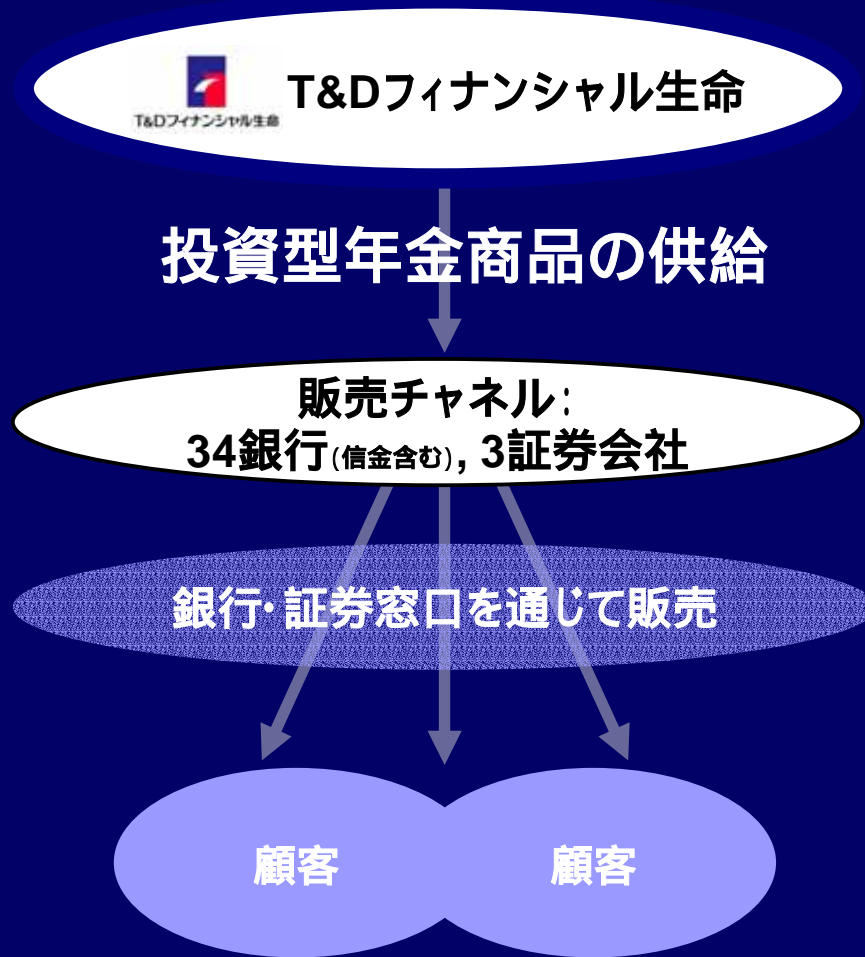 T&Dフィナンシャル生命
T&Dフィナンシャル生命
投資型年金商品の供給
販売チャネル:
34銀行(信金含む), 3証券会社
銀行・証券窓口を通じて販売
顧客
顧客